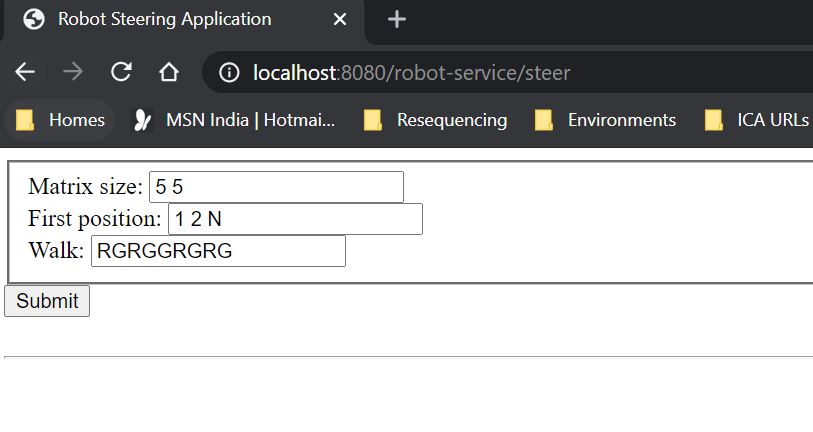 Robot Steering Application
localhost:8080/robot-service/steer
Homes MSN India | Hotmai... Resequencing Environments ICA URLs
Matrix size: 5 5
First position: 1 2 N
Walk: RGRGGRGRG
Submit